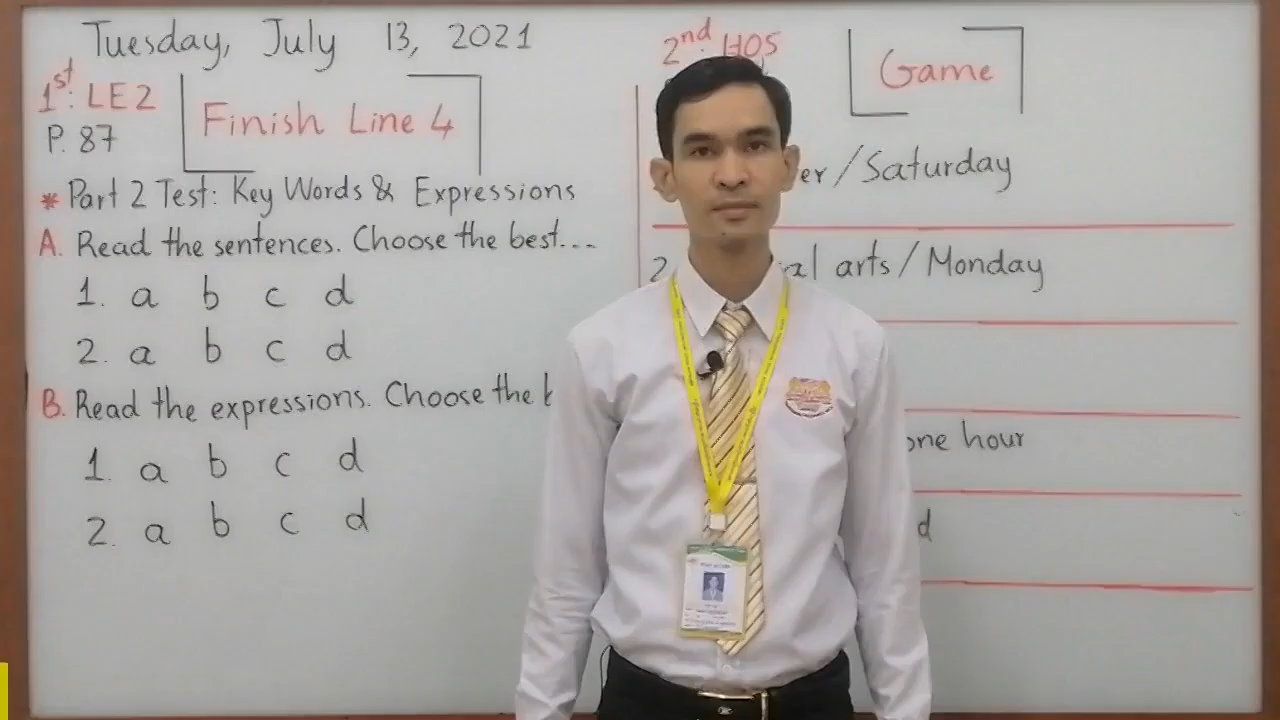 Tuesday, July 13, 2021
1st: LE2
P. 87
Finish Line 4
* Part 2 Test: Key Words & Expressions
A. Read the sentences. Choose the best...
1. a b c d
2. a b c d
B. Read the expressions. Choose the
1. a b c d
2. a b c d
2nd: HOS
Game
er/Saturday
2. al arts/Monday
one hour
d